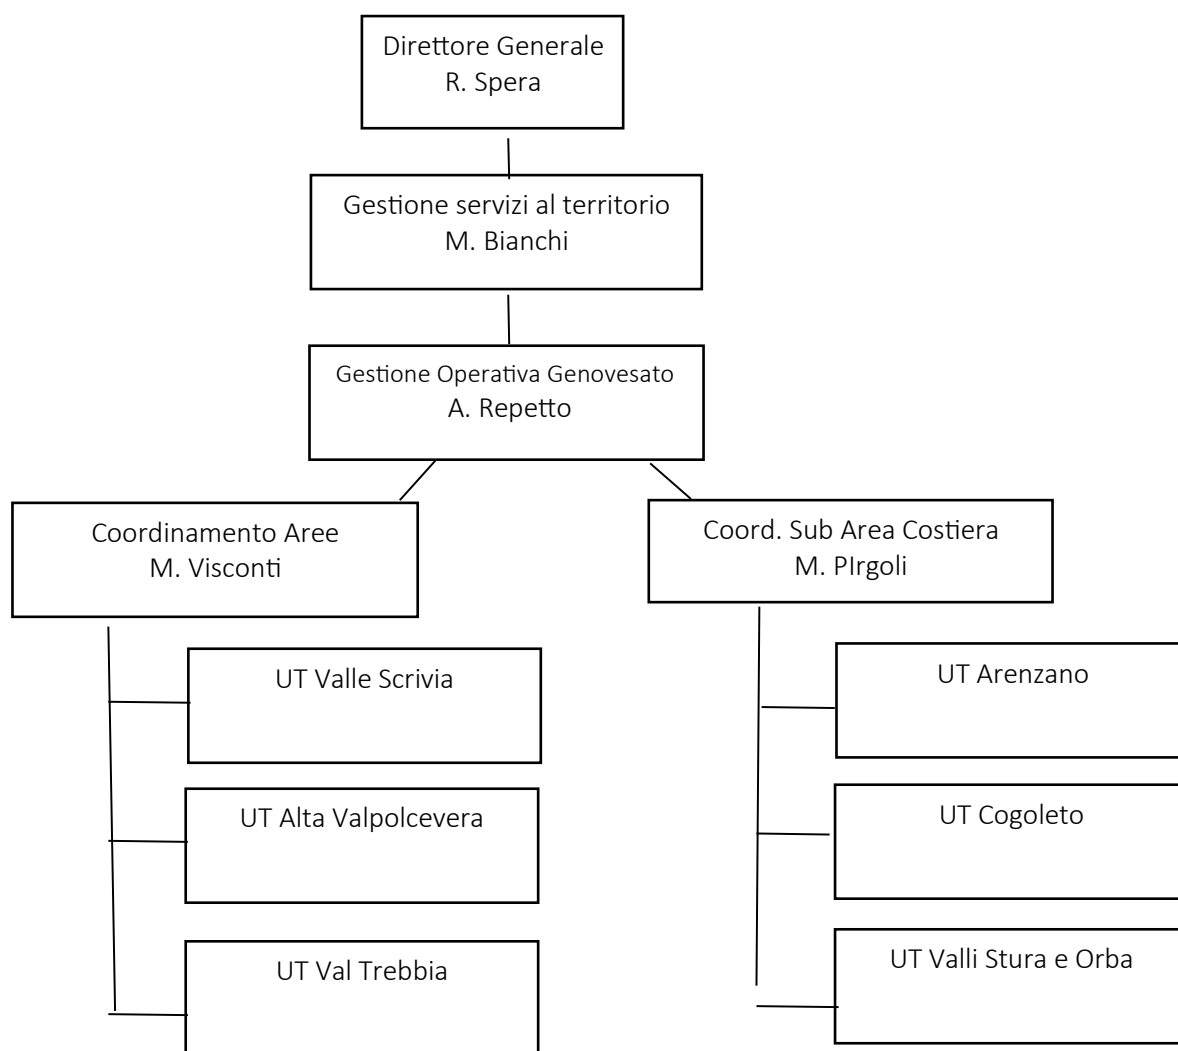 Direttore Generale
R. Spera
Gestione servizi al territorio
M. Bianchi
Gestione Operativa Genovesato
A. Repetto
Coordinamento Aree
M. Visconti
Coord. Sub Area Costiera
M. PIrgoli
UT Valle Scrivia
UT Alta Valpolcevera
UT Val Trebbia
UT Arenzano
UT Cogoleto
UT Valli Stura e Orba